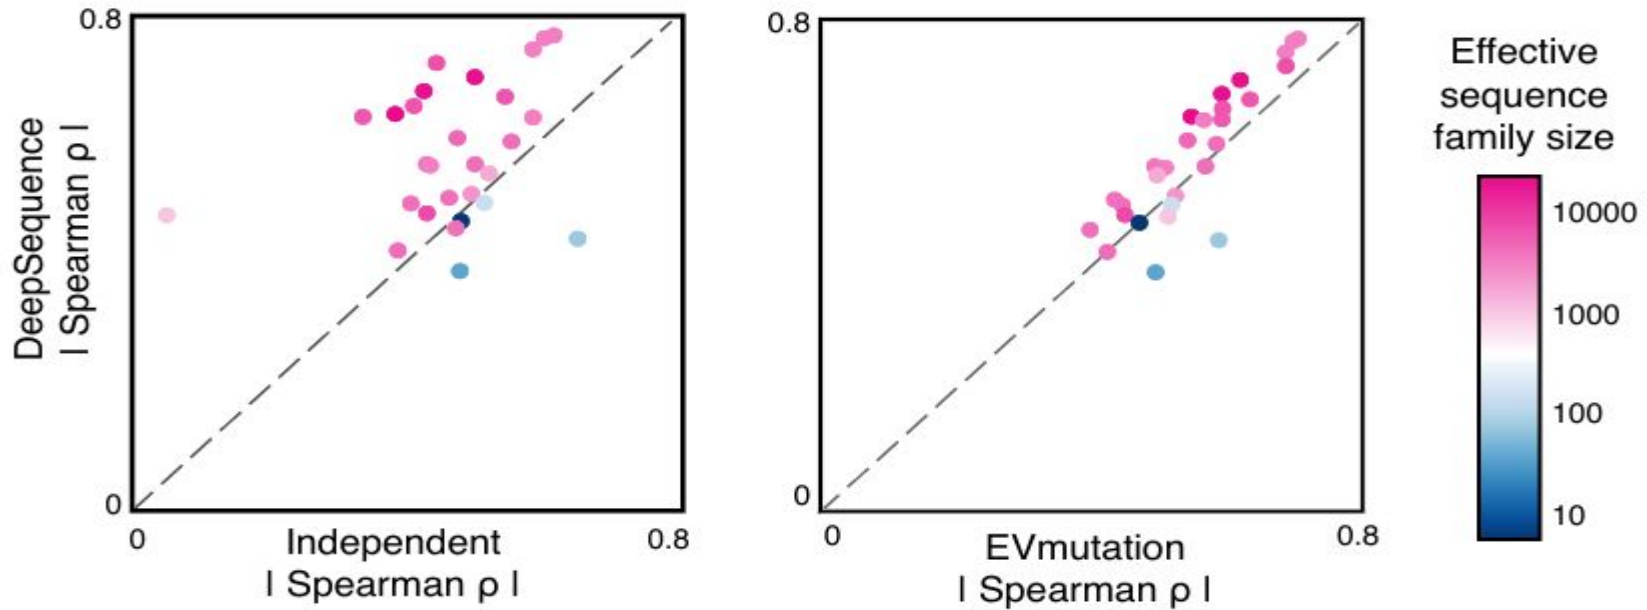 0.8
DeepSequence
| Spearman ρ |
0
0
0.8
Independent
| Spearman ρ |
0.8
0
0
0.8
EVmutation
| Spearman ρ |
Effective
sequence
family size
10000
1000
100
10